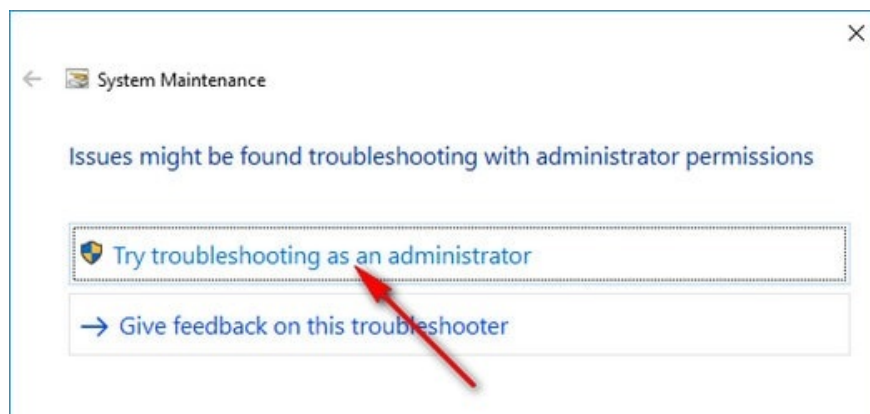 System Maintenance
Issues might be found troubleshooting with administrator permissions
Try troubleshooting as an administrator
Give feedback on this troubleshooter